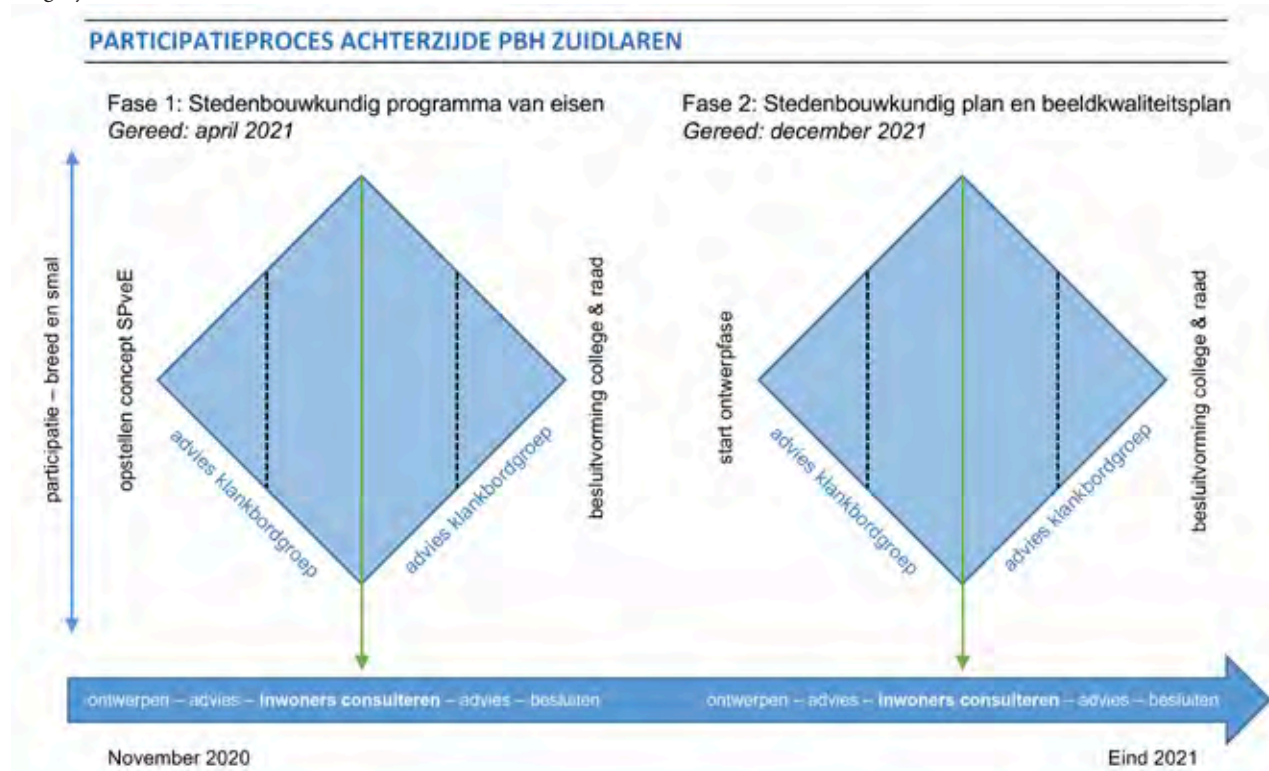 PARTICIPATIEPROCES ACHTERZIJDE PBH ZUIDLAREN
Fase 1: Stedenbouwkundig programma van eisen
Gereed: april 2021
Fase 2: Stedenbouwkundig plan en beeldkwaliteitsplan
Gereed: december 2021
participatie – breed en smal
opstellen concept SPveE
advies klankbordgroep
advies klankbordgroep
besluitvorming college & raad
start ontwerpfase
advies klankbordgroep
advies klankbordgroep
besluitvorming college & raad
ontwerpen – advies – inwoners consulteren – advies – besluiten
ontwerpen – advies – inwoners consulteren – advies – besluiten
November 2020
Eind 2021